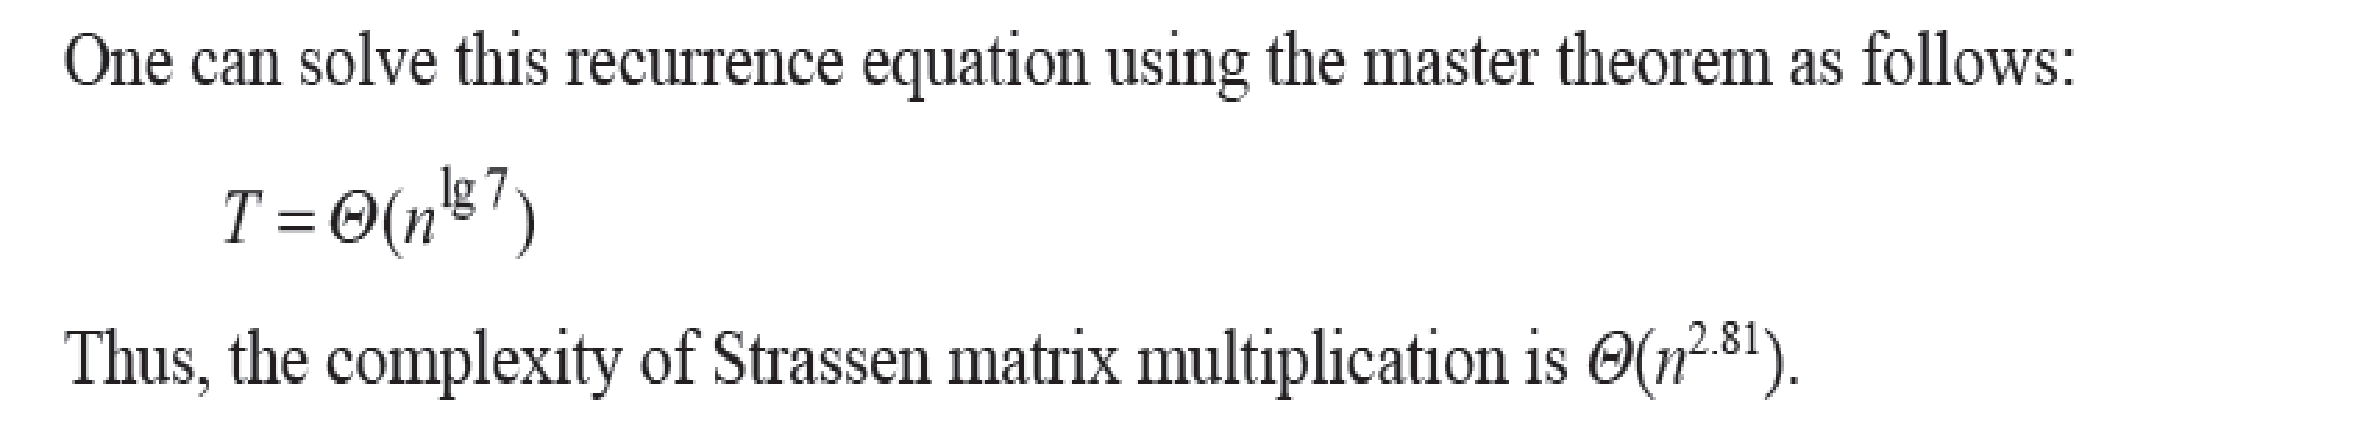 One can solve this recurrence equation using the master theorem as follows:
T = Θ(n^{lg 7})
Thus, the complexity of Strassen matrix multiplication is Θ(n^{2.81}).